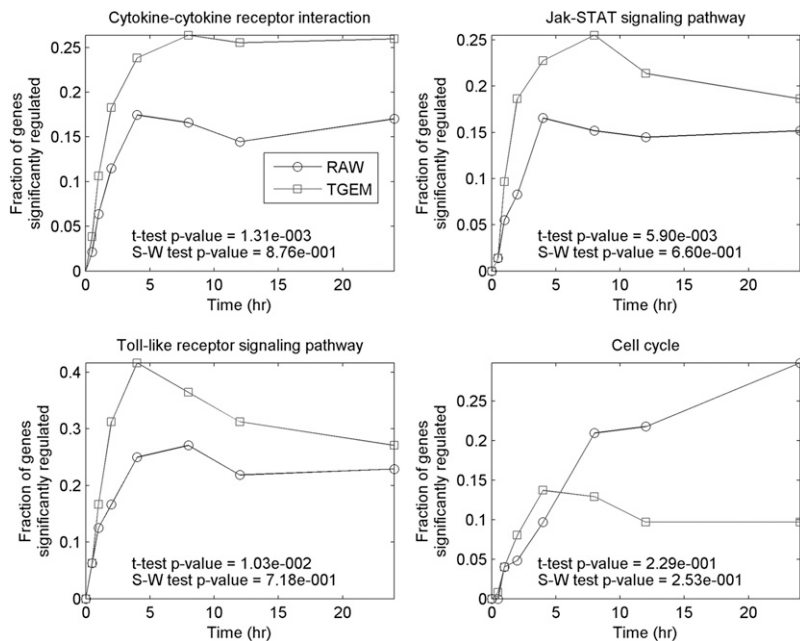 Cytokine-cytokine receptor interaction
Fraction of genes
significantly regulated
0.25
0.2
0.15
0.1
0.05
0
RAW
TGEM
t-test p-value = 1.31e-003
S-W test p-value = 8.76e-001
0 5 10 15 20
Time (hr)
Jak-STAT signaling pathway
Fraction of genes
significantly regulated
0.25
0.2
0.15
0.1
0.05
0
t-test p-value = 5.90e-003
S-W test p-value = 6.60e-001
0 5 10 15 20
Time (hr)
Toll-like receptor signaling pathway
Fraction of genes
significantly regulated
0.4
0.3
0.2
0.1
0
t-test p-value = 1.03e-002
S-W test p-value = 7.18e-001
0 5 10 15 20
Time (hr)
Cell cycle
Fraction of genes
significantly regulated
0.25
0.2
0.15
0.1
0.05
0
t-test p-value = 2.29e-001
S-W test p-value = 2.53e-001
0 5 10 15 20
Time (hr)